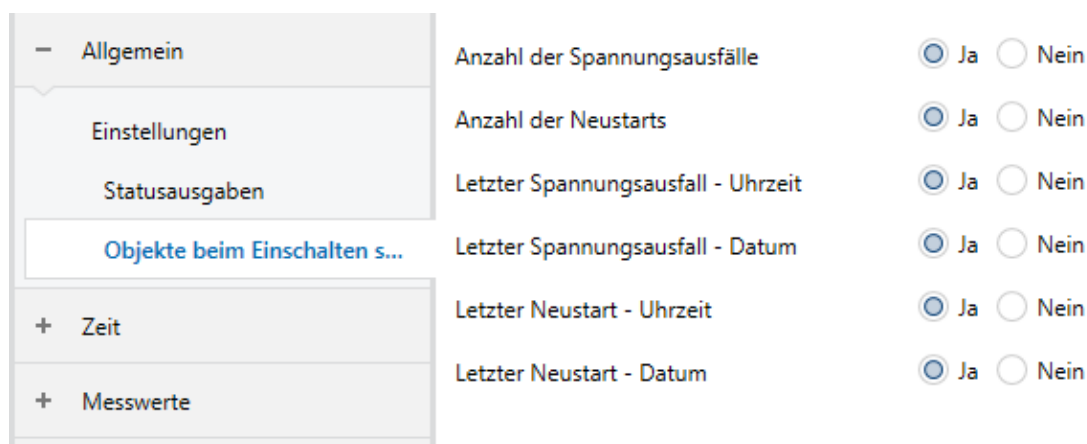 Allgemein
Einstellungen
Statusausgaben
Objekte beim Einschalten s...
Zeit
Messwerte
Anzahl der Spannungsausfälle Ja Nein
Anzahl der Neustarts Ja Nein
Letzter Spannungsausfall - Uhrzeit Ja Nein
Letzter Spannungsausfall - Datum Ja Nein
Letzter Neustart - Uhrzeit Ja Nein
Letzter Neustart - Datum Ja Nein